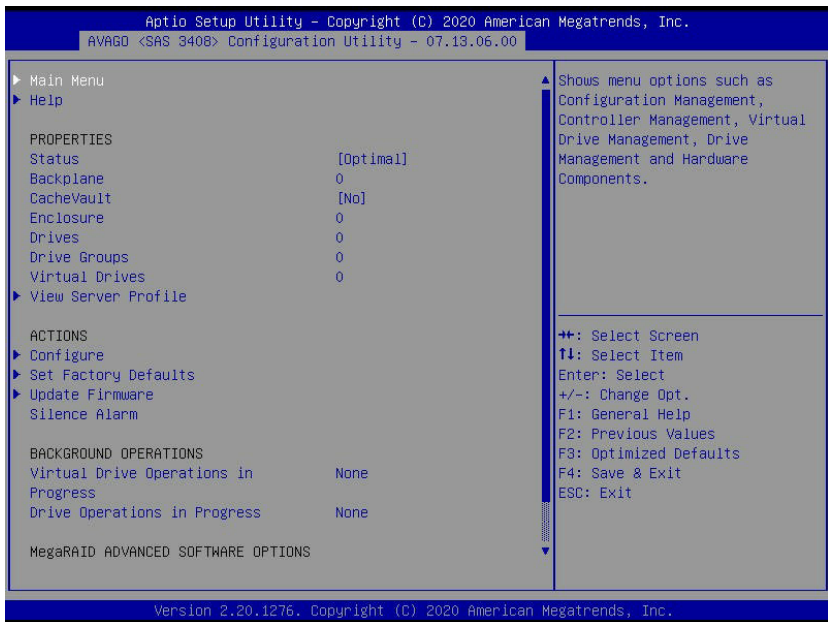 Aptio Setup Utility – Copyright (C) 2020 American Megatrends, Inc.
AVAGO <SAS 3408> Configuration Utility – 07.13.06.00
Main Menu
Help
PROPERTIES
Status [Optimal]
Backplane 0
CacheVault [No]
Enclosure 0
Drives 0
Drive Groups 0
Virtual Drives 0
View Server Profile
ACTIONS
Configure
Set Factory Defaults
Update Firmware
Silence Alarm
BACKGROUND OPERATIONS
Virtual Drive Operations in None
Progress
Drive Operations in Progress None
MegaRAID ADVANCED SOFTWARE OPTIONS
Shows menu options such as
Configuration Management,
Controller Management, Virtual
Drive Management, Drive
Management and Hardware
Components.
→←: Select Screen
↑↓: Select Item
Enter: Select
+/-: Change Opt.
F1: General Help
F2: Previous Values
F3: Optimized Defaults
F4: Save & Exit
ESC: Exit
Version 2.20.1276. Copyright (C) 2020 American Megatrends, Inc.